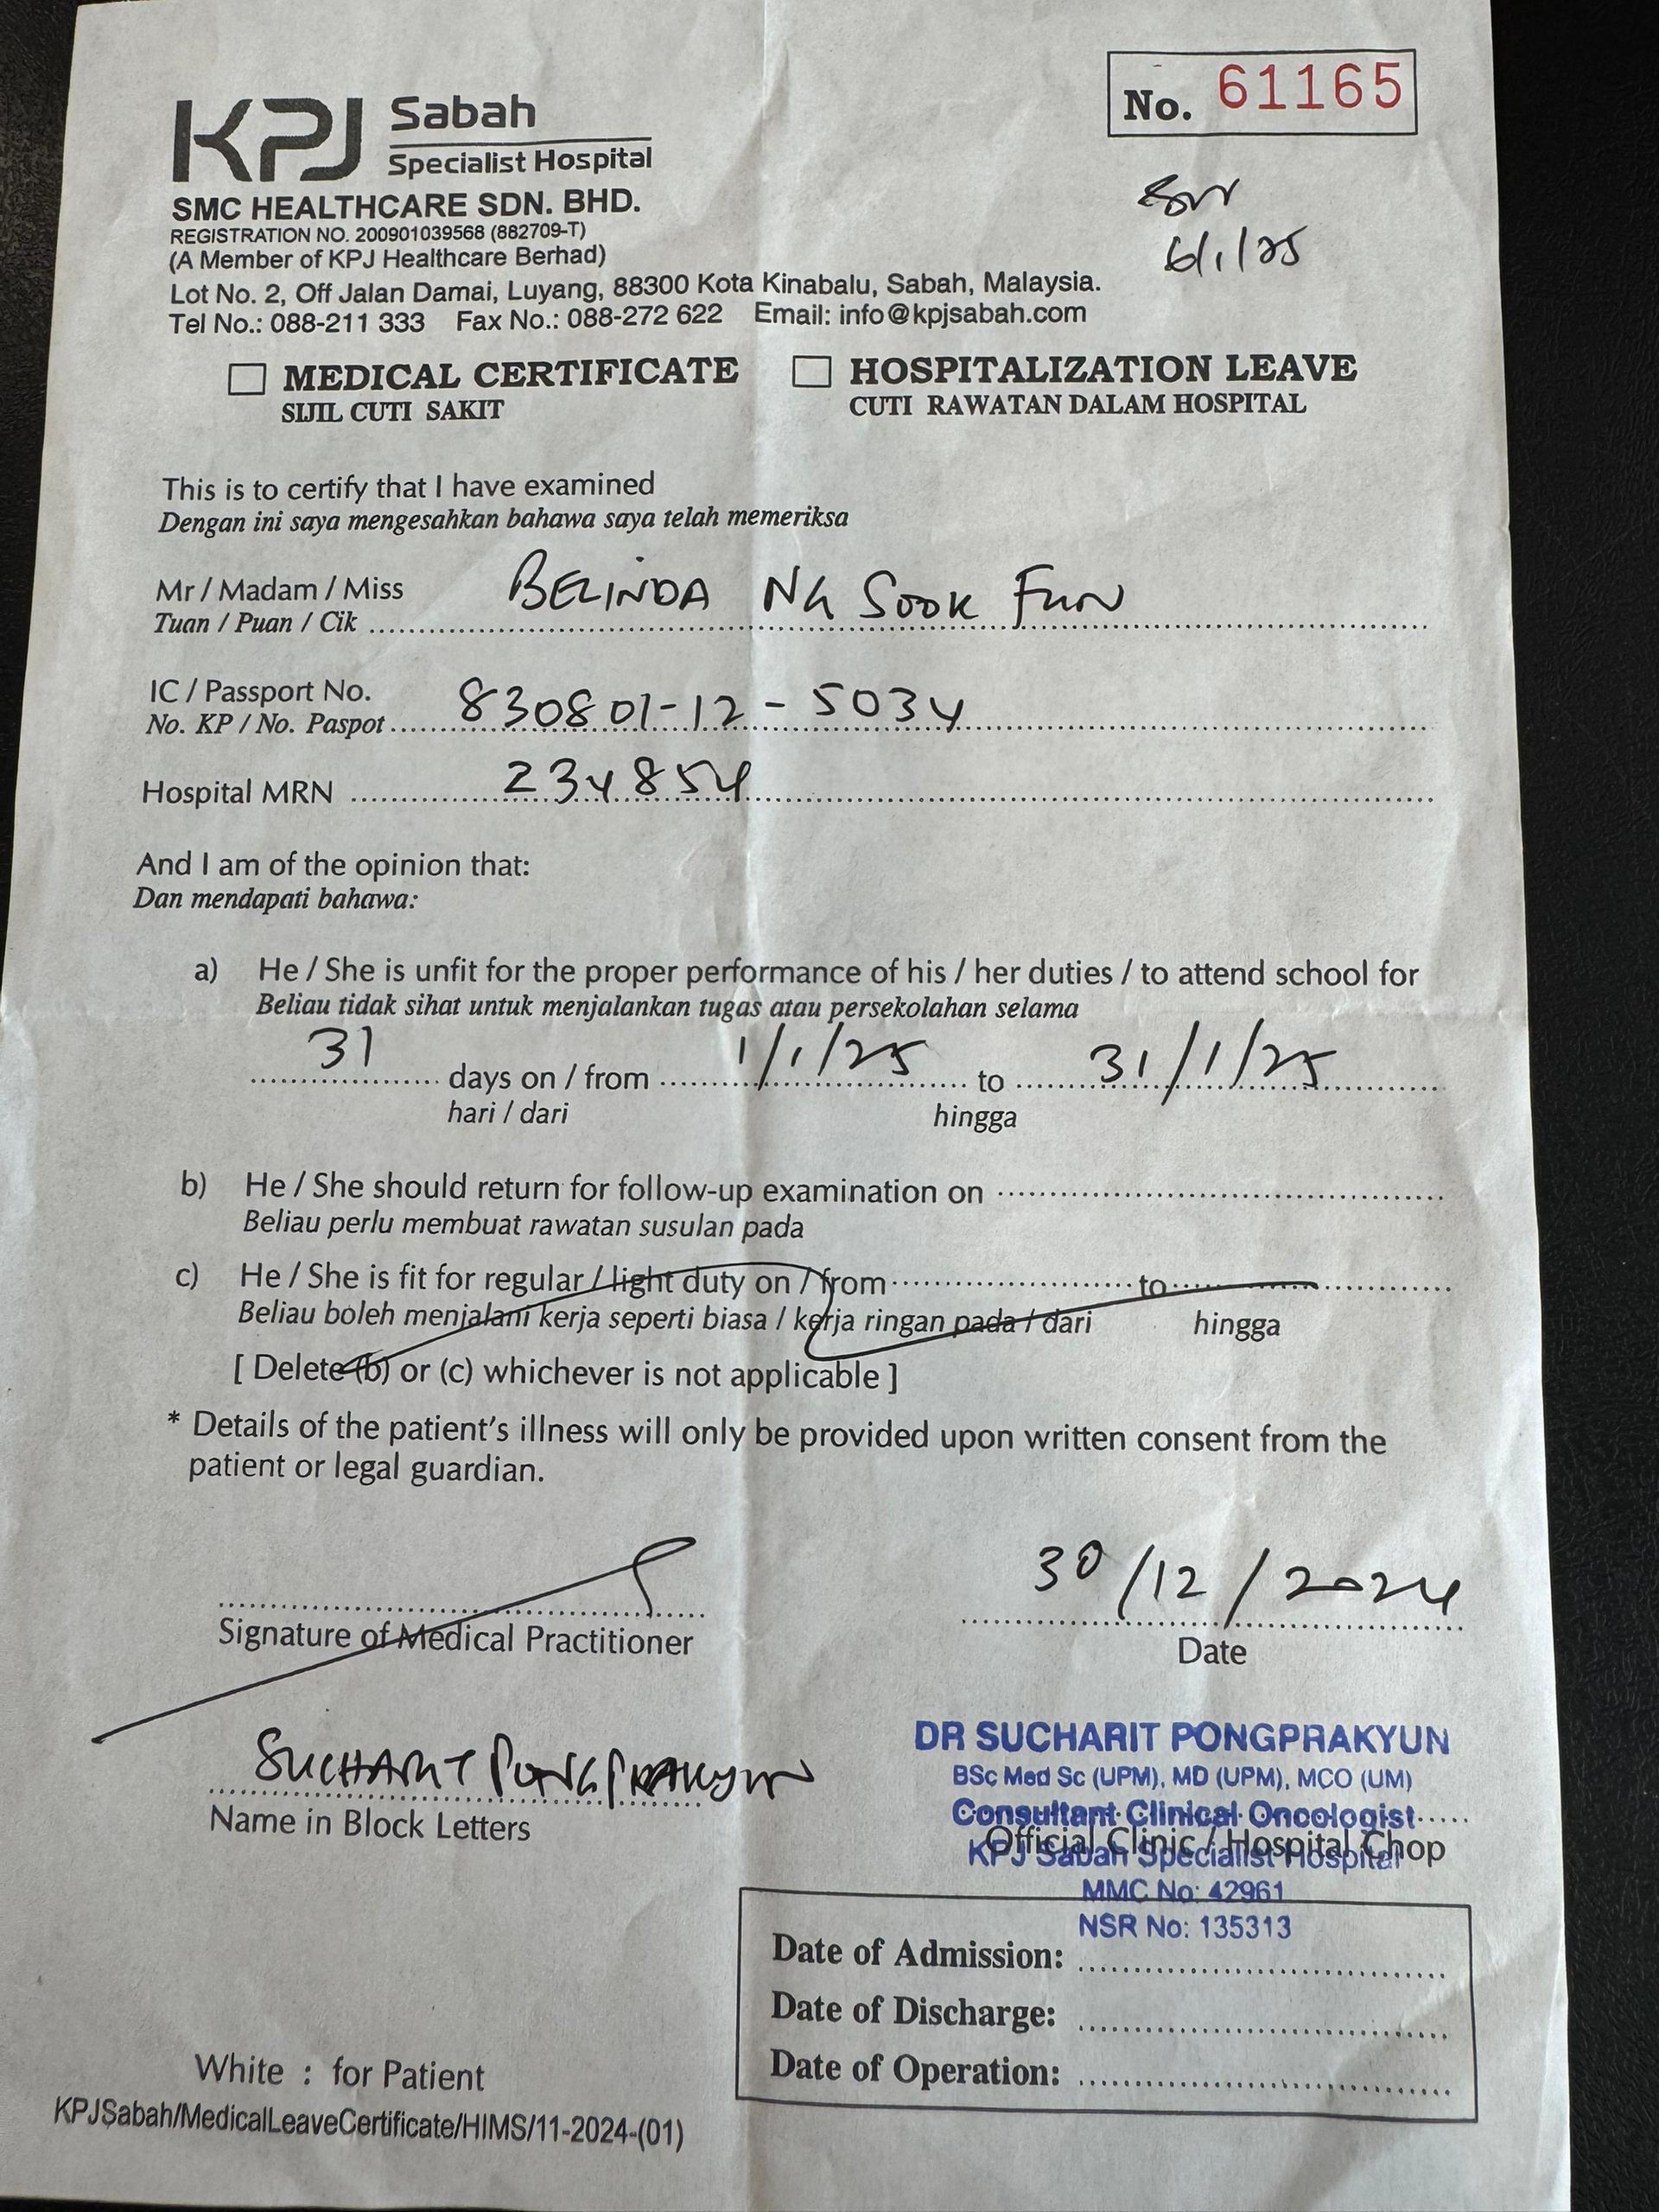 No. 61165
KPJ Sabah
Specialist Hospital
SMC HEALTHCARE SDN. BHD.
REGISTRATION NO. 200901039568 (882709-T)
(A Member of KPJ Healthcare Berhad)
6/1/25
Lot No. 2, Off Jalan Damai, Luyang, 88300 Kota Kinabalu, Sabah, Malaysia.
Tel No.: 088-211 333 Fax No.: 088-272 622 Email: info@kpjsabah.com
MEDICAL CERTIFICATE HOSPITALIZATION LEAVE
SIJIL CUTI SAKIT CUTI RAWATAN DALAM HOSPITAL
This is to certify that I have examined
Dengan ini saya mengesahkan bahawa saya telah memeriksa
Mr / Madam / Miss BELINDA NG SOOK FUN
Tuan / Puan / Cik
IC / Passport No. 830801-12-5034
No. KP / No. Paspot
Hospital MRN 234854
And I am of the opinion that:
Dan mendapati bahawa:
a) He / She is unfit for the proper performance of his / her duties / to attend school for
Beliau tidak sihat untuk menjalankan tugas atau persekolahan selama
31 days on / from 1/1/25 to 31/1/25
hari / dari hingga
b) He / She should return for follow-up examination on
Beliau perlu membuat rawatan susulan pada
c) He / She is fit for regular / light duty on / from to
Beliau boleh menjalani kerja seperti biasa / kerja ringan pada / dari hingga
[ Delete (b) or (c) whichever is not applicable ]
* Details of the patient's illness will only be provided upon written consent from the
patient or legal guardian.
30/12/2024
Signature of Medical Practitioner
Date
SUCHARIT PONGPRAKYUN
Name in Block Letters
DR SUCHARIT PONGPRAKYUN
BSc Med Sc (UPM), MD (UPM), MCO (UM)
Consultant Clinical Oncologist
Official Clinic / Hospital Chop
KPJ Sabah Specialist Hospital
MMC No: 42961
NSR No: 135313
Date of Admission:
Date of Discharge:
Date of Operation:
White : for Patient
KPJSabah/MedicalLeaveCertificate/HIMS/11-2024-(01)